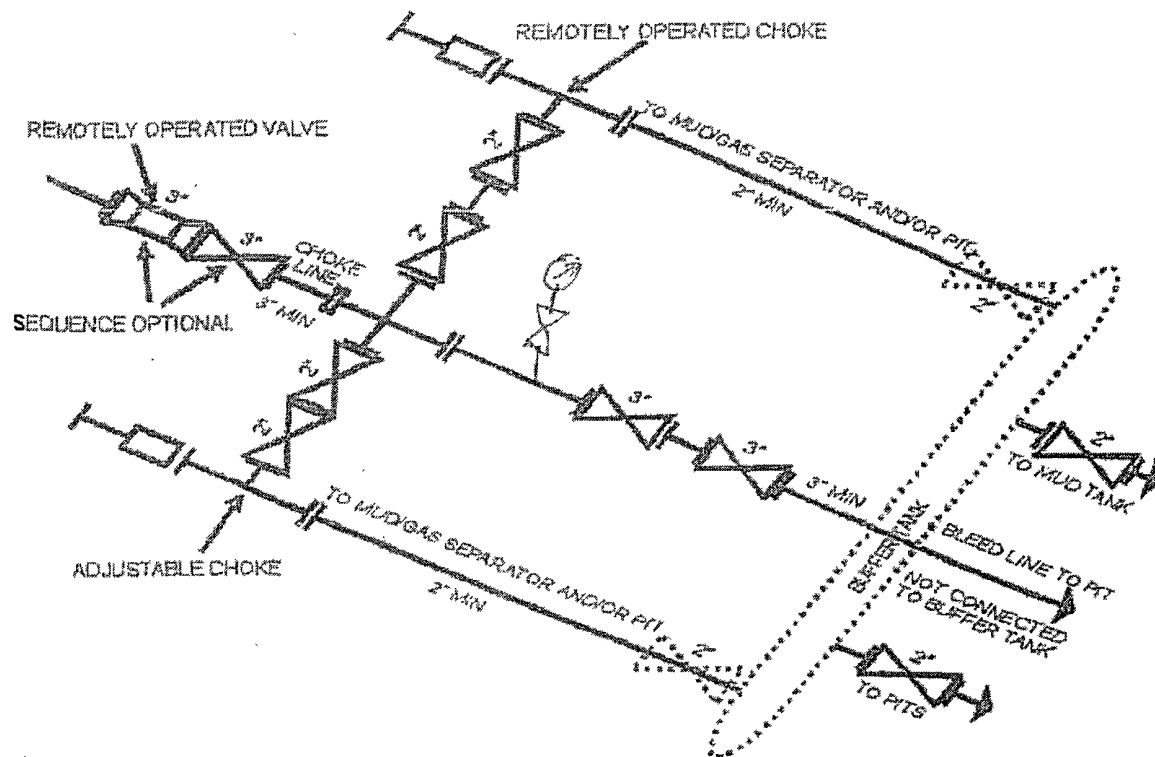 REMOTELY OPERATED CHOKE
REMOTELY OPERATED VALVE
TO MUD/GAS SEPARATOR AND/OR PIT
2" MIN
2"
2"
3"
3"
CHOKE
LINE
3" MIN
SEQUENCE OPTIONAL
2"
2"
2"
3"
3"
3" MIN
2"
TO MUD TANK
BUFFER TANK
BLEED LINE TO PIT
NOT CONNECTED
TO BUFFER TANK
TO MUD/GAS SEPARATOR AND/OR PIT
2" MIN
ADJUSTABLE CHOKE
2"
2"
TO PITS